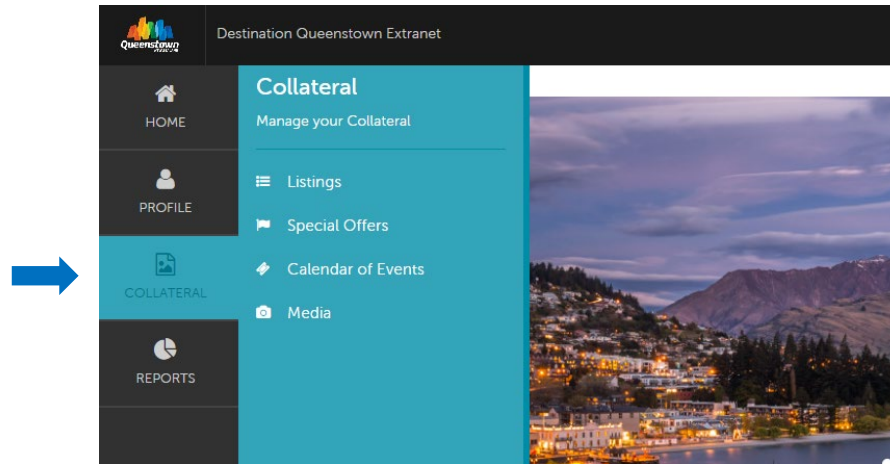 Queenstown
Destination Queenstown Extranet
HOME
PROFILE
COLLATERAL
REPORTS
Collateral
Manage your Collateral
Listings
Special Offers
Calendar of Events
Media